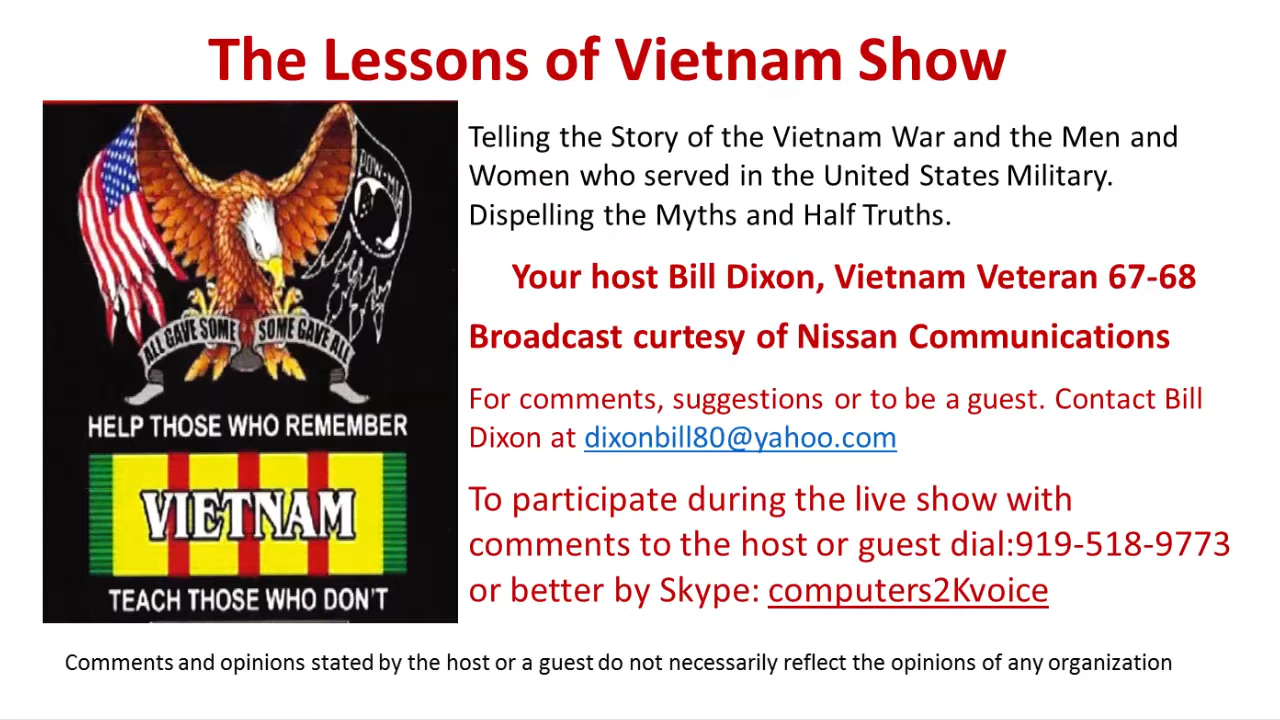 The Lessons of Vietnam Show
POW-MIA
ALL GAVE SOME SOME GAVE ALL
HELP THOSE WHO REMEMBER
VIETNAM
TEACH THOSE WHO DON'T
Telling the Story of the Vietnam War and the Men and
Women who served in the United States Military.
Dispelling the Myths and Half Truths.
Your host Bill Dixon, Vietnam Veteran 67-68
Broadcast curtesy of Nissan Communications
For comments, suggestions or to be a guest. Contact Bill
Dixon at dixonbill80@yahoo.com
To participate during the live show with
comments to the host or guest dial:919-518-9773
or better by Skype: computers2Kvoice
Comments and opinions stated by the host or a guest do not necessarily reflect the opinions of any organization